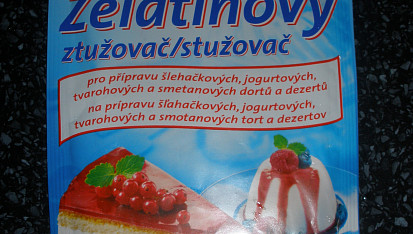 Želatinový
ztužovač/stužovač
pro přípravu šlehačkových, jogurtových,
tvarohových a smetanových dortů a dezertů
na prípravu šľahačkových, jogurtových,
tvarohových a smotanových tort a dezertov